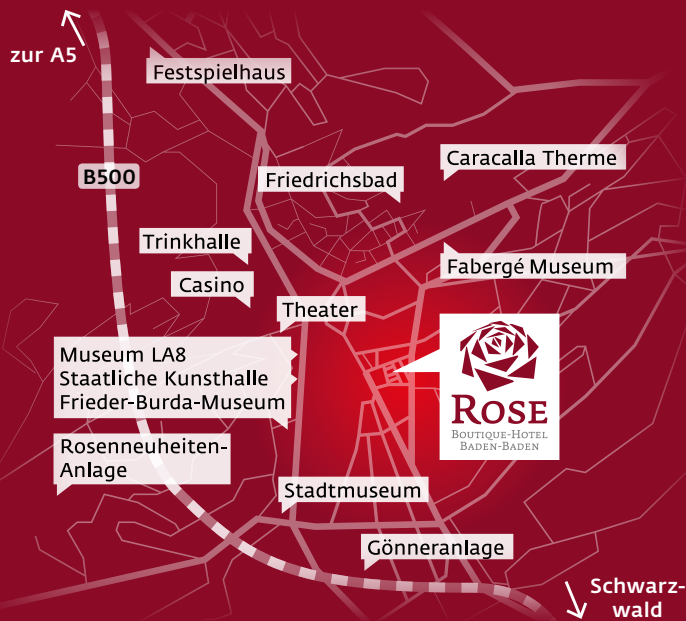 zur A5
Festspielhaus
Caracalla Therme
B500
Friedrichsbad
Trinkhalle
Fabergé Museum
Casino
Theater
Museum LA8
Staatliche Kunsthalle
Frieder-Burda-Museum
ROSE
BOUTIQUE-HOTEL
BADEN-BADEN
Rosenneuheiten-
Anlage
Stadtmuseum
Gönneranlage
Schwarz-
wald